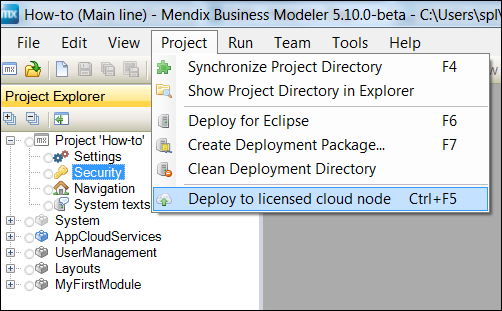 mx How-to (Main line) - Mendix Business Modeler 5.10.0-beta - C:\Users\spl
File Edit View Project Run Team Tools Help
Synchronize Project Directory F4
Show Project Directory in Explorer
Deploy for Eclipse F6
Create Deployment Package... F7
Clean Deployment Directory
Deploy to licensed cloud node Ctrl+F5
Project Explorer
Project 'How-to'
Settings
Security
Navigation
System texts
System
AppCloudServices
UserManagement
Layouts
MyFirstModule